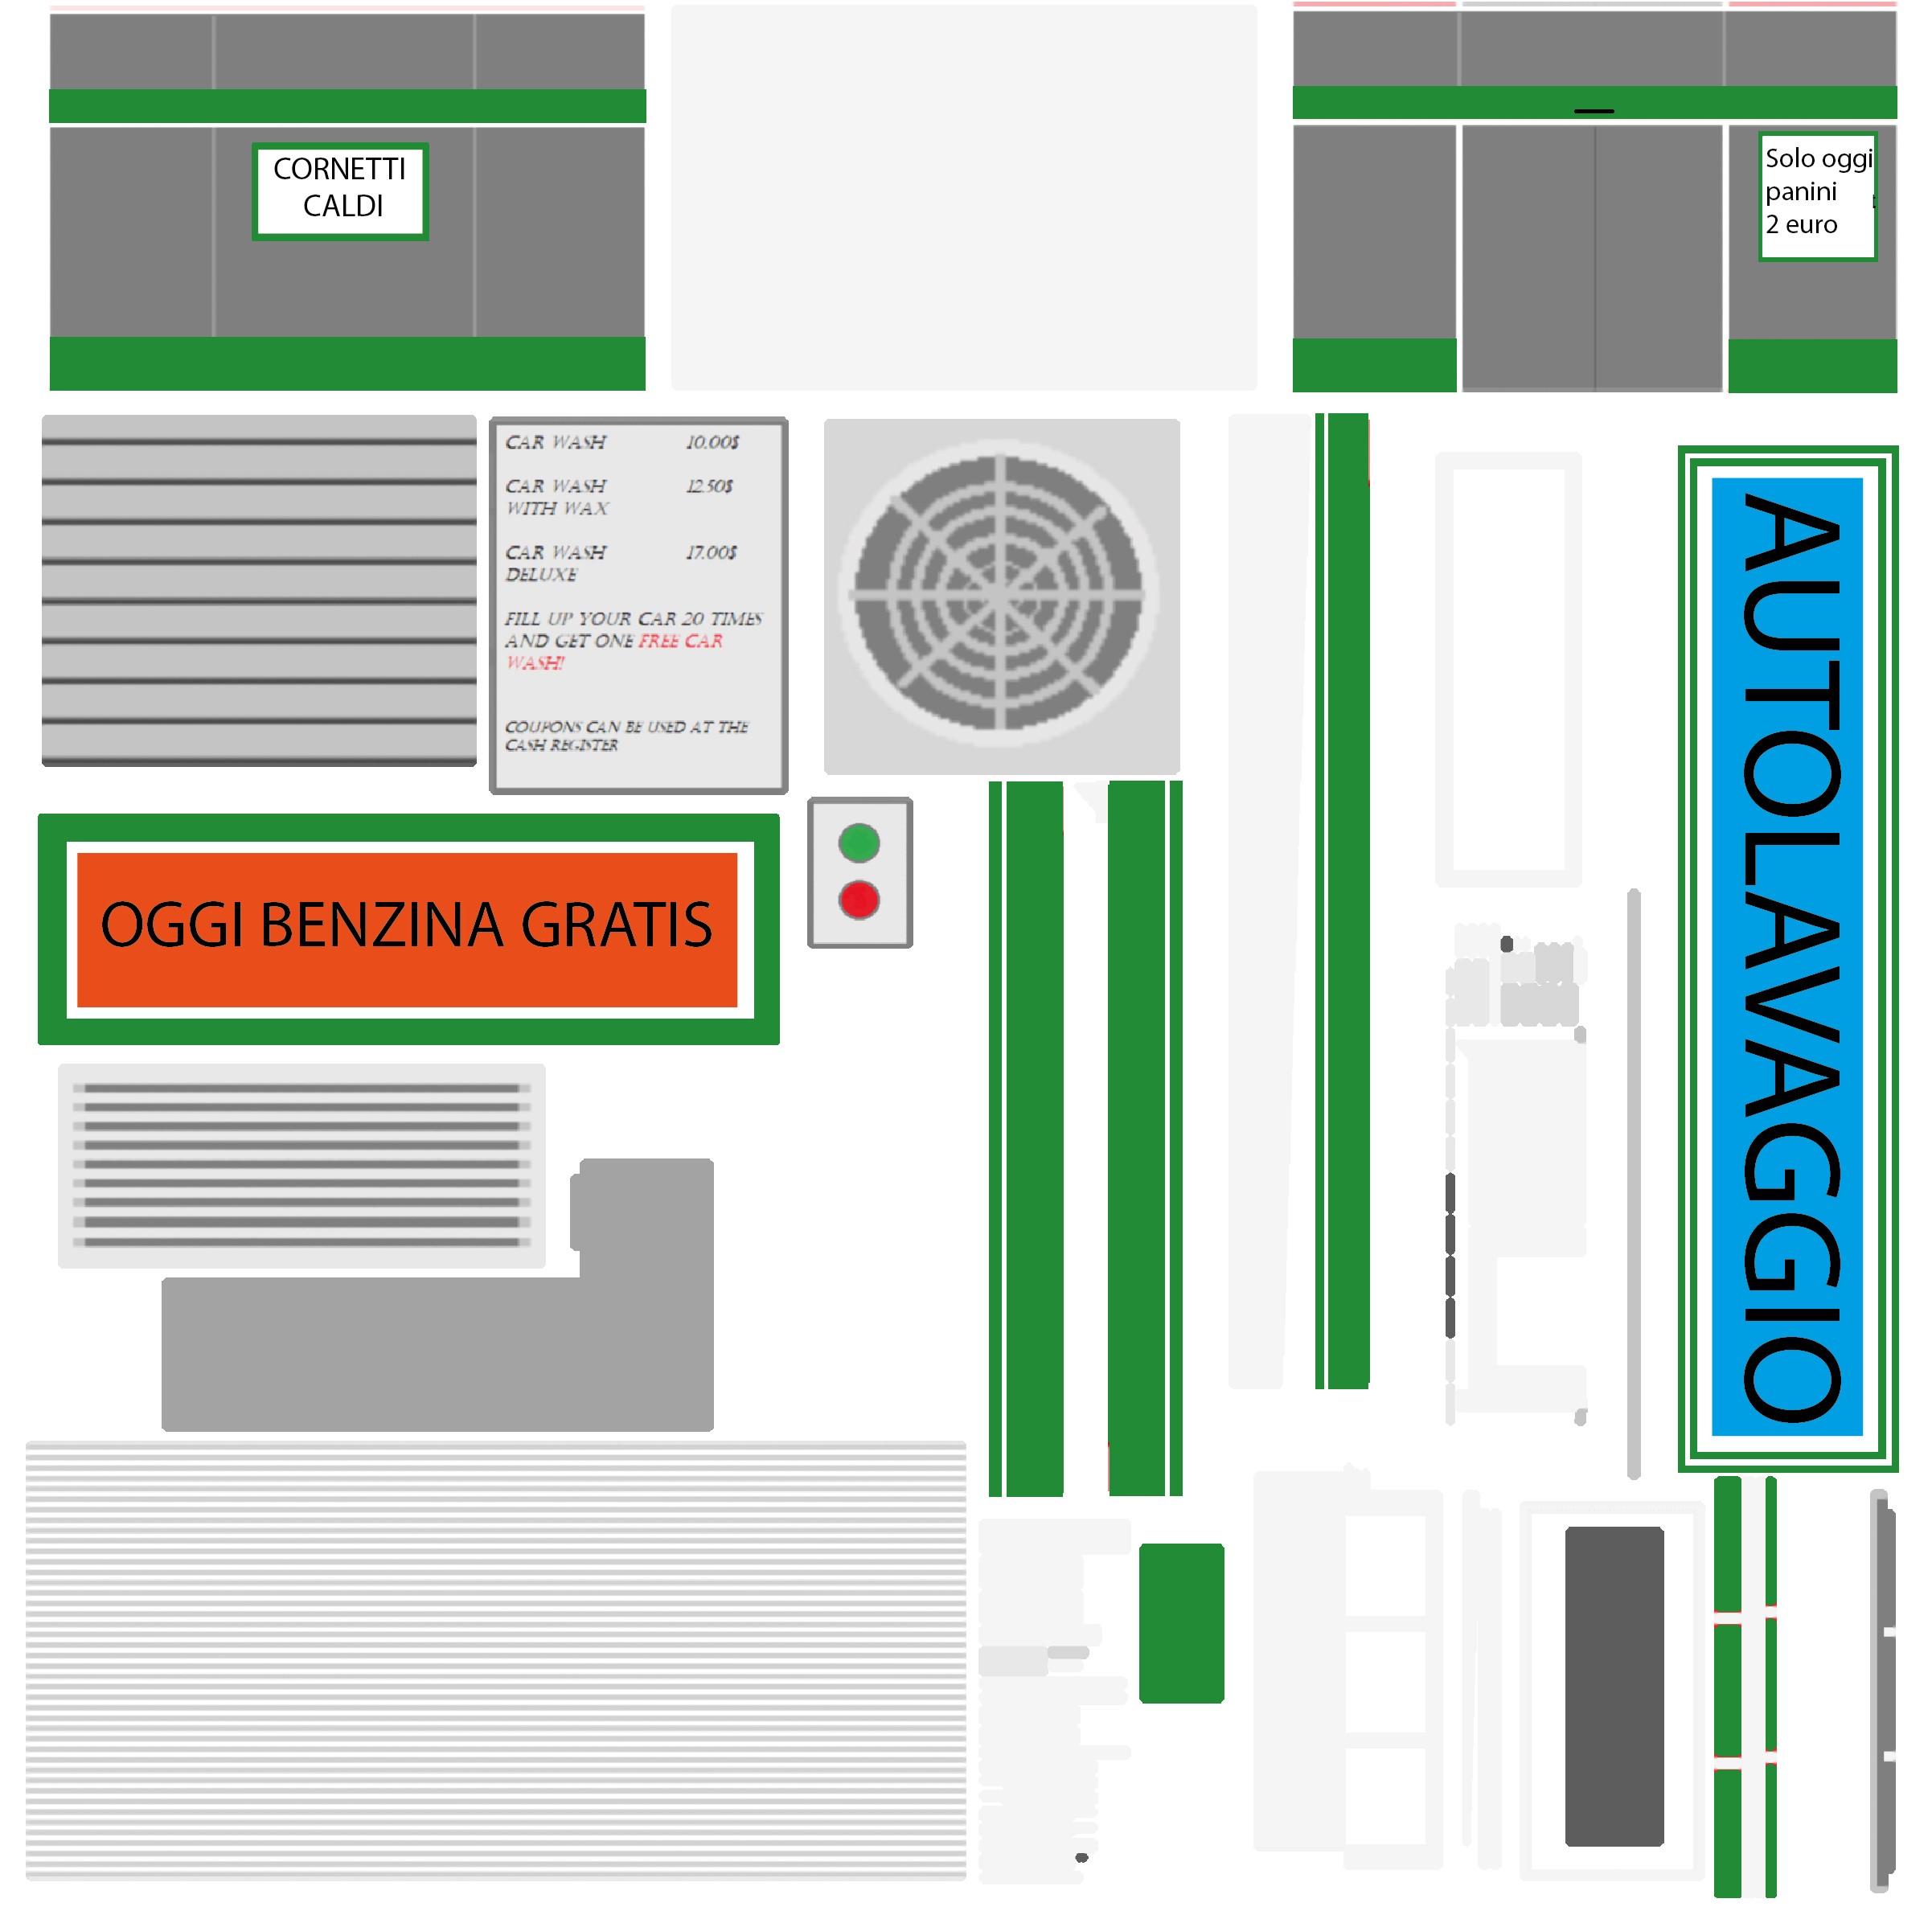 CORNETTI
CALDI
Solo oggi
panini
2 euro
CAR WASH 10.00$
CAR WASH 12.50$
WITH WAX
CAR WASH 17.00$
DELUXE
FILL UP YOUR CAR 20 TIMES
AND GET ONE FREE CAR
WASH!
COUPONS CAN BE USED AT THE
CASH REGISTER
OGGI BENZINA GRATIS
AUTOLAVAGGIO